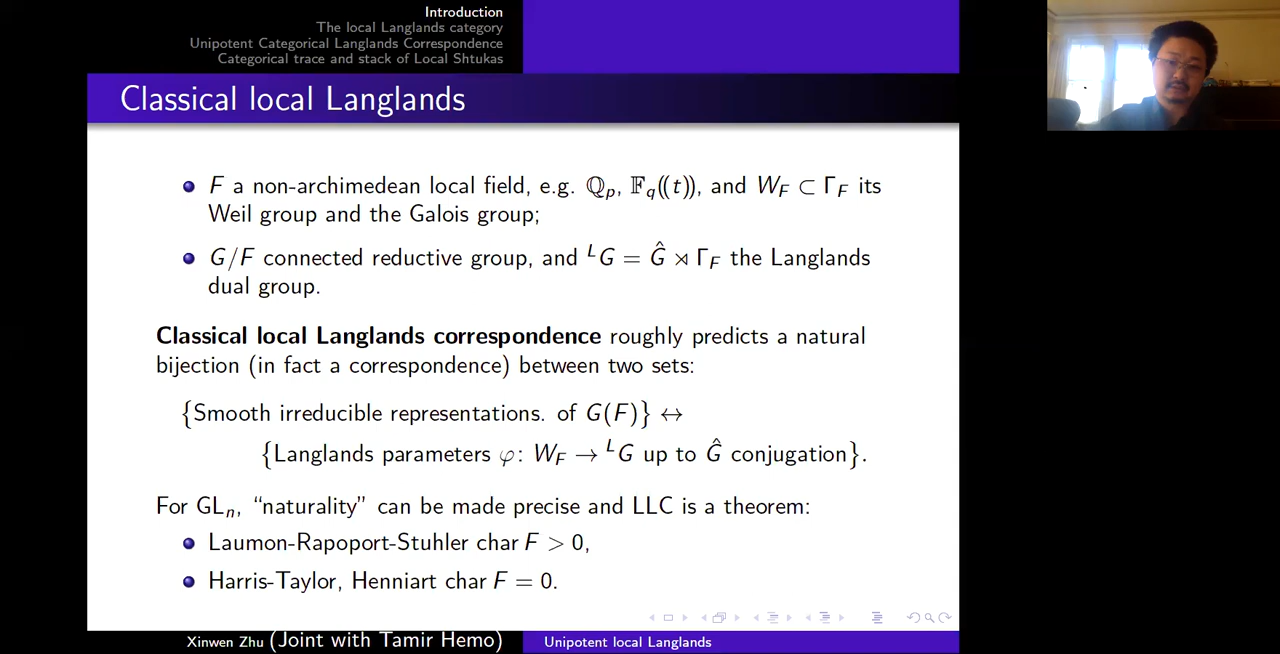 Introduction
The local Langlands category
Unipotent Categorical Langlands Correspondence
Categorical trace and stack of Local Shtukas
Classical local Langlands
F a non-archimedean local field, e.g. ℚ_p, 𝔽_q((t)), and W_F ⊂ Γ_F its
Weil group and the Galois group;
G/F connected reductive group, and ^LG = Ĝ ⋊ Γ_F the Langlands
dual group.
Classical local Langlands correspondence roughly predicts a natural
bijection (in fact a correspondence) between two sets:
{Smooth irreducible representations. of G(F)} ↔
{Langlands parameters φ: W_F → ^LG up to Ĝ conjugation}.
For GL_n, “naturality” can be made precise and LLC is a theorem:
Laumon-Rapoport-Stuhler char F > 0,
Harris-Taylor, Henniart char F = 0.
Xinwen Zhu (Joint with Tamir Hemo)
Unipotent local Langlands